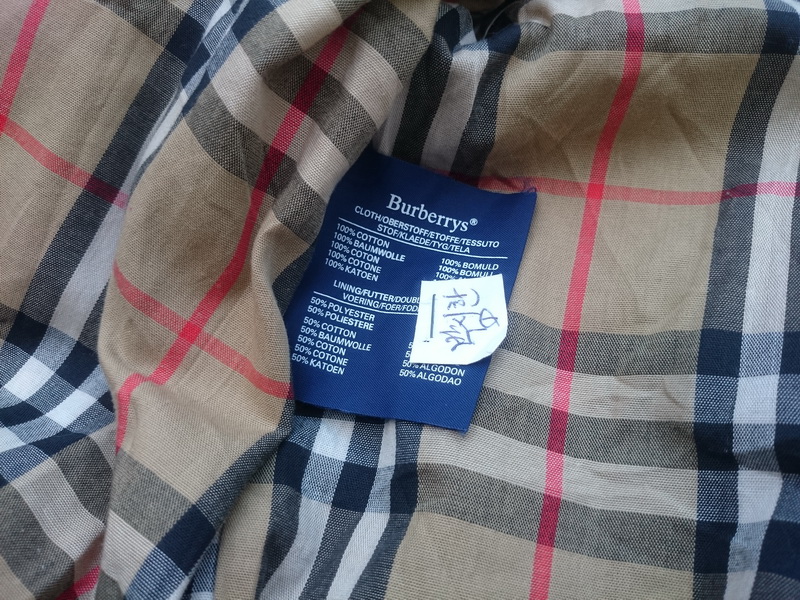 Burberrys®
CLOTH/OBERSTOFF/ETOFFE/TESSUTO
STOF/KLAEDE/TYG/TELA
100% COTTON
100% BAUMWOLLE
100% COTON
100% COTONE
100% KATOEN
100% BOMULD
100%
LINING/FUTTER/
VOERING/FOER/
50% POLYESTER
50% POLIESTERE
50% COTTON
50% BAUMWOLLE
50% COTON
50% COTONE
50% KATOEN
50% ALGODON
50% ALGODAO